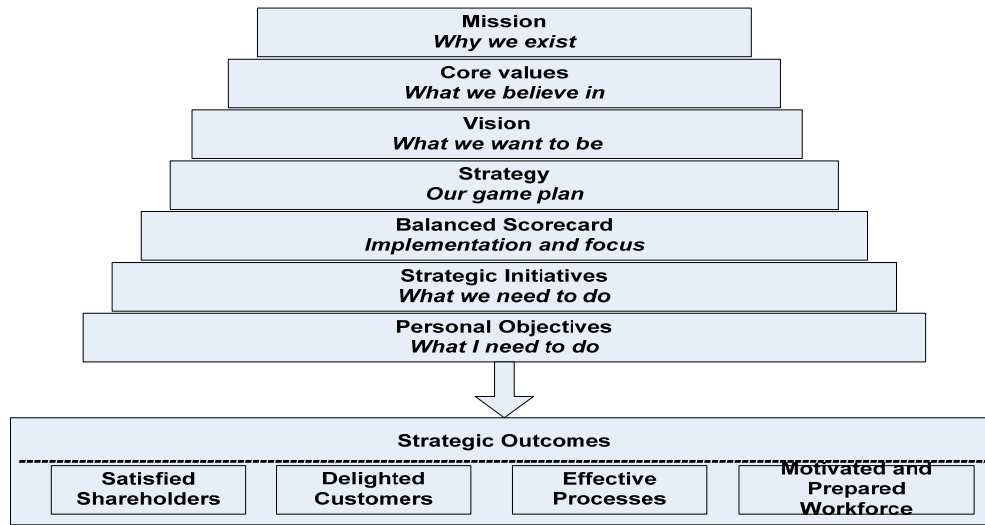 Mission
Why we exist
Core values
What we believe in
Vision
What we want to be
Strategy
Our game plan
Balanced Scorecard
Implementation and focus
Strategic Initiatives
What we need to do
Personal Objectives
What I need to do
Strategic Outcomes
Satisfied
Shareholders
Delighted
Customers
Effective
Processes
Motivated and
Prepared
Workforce